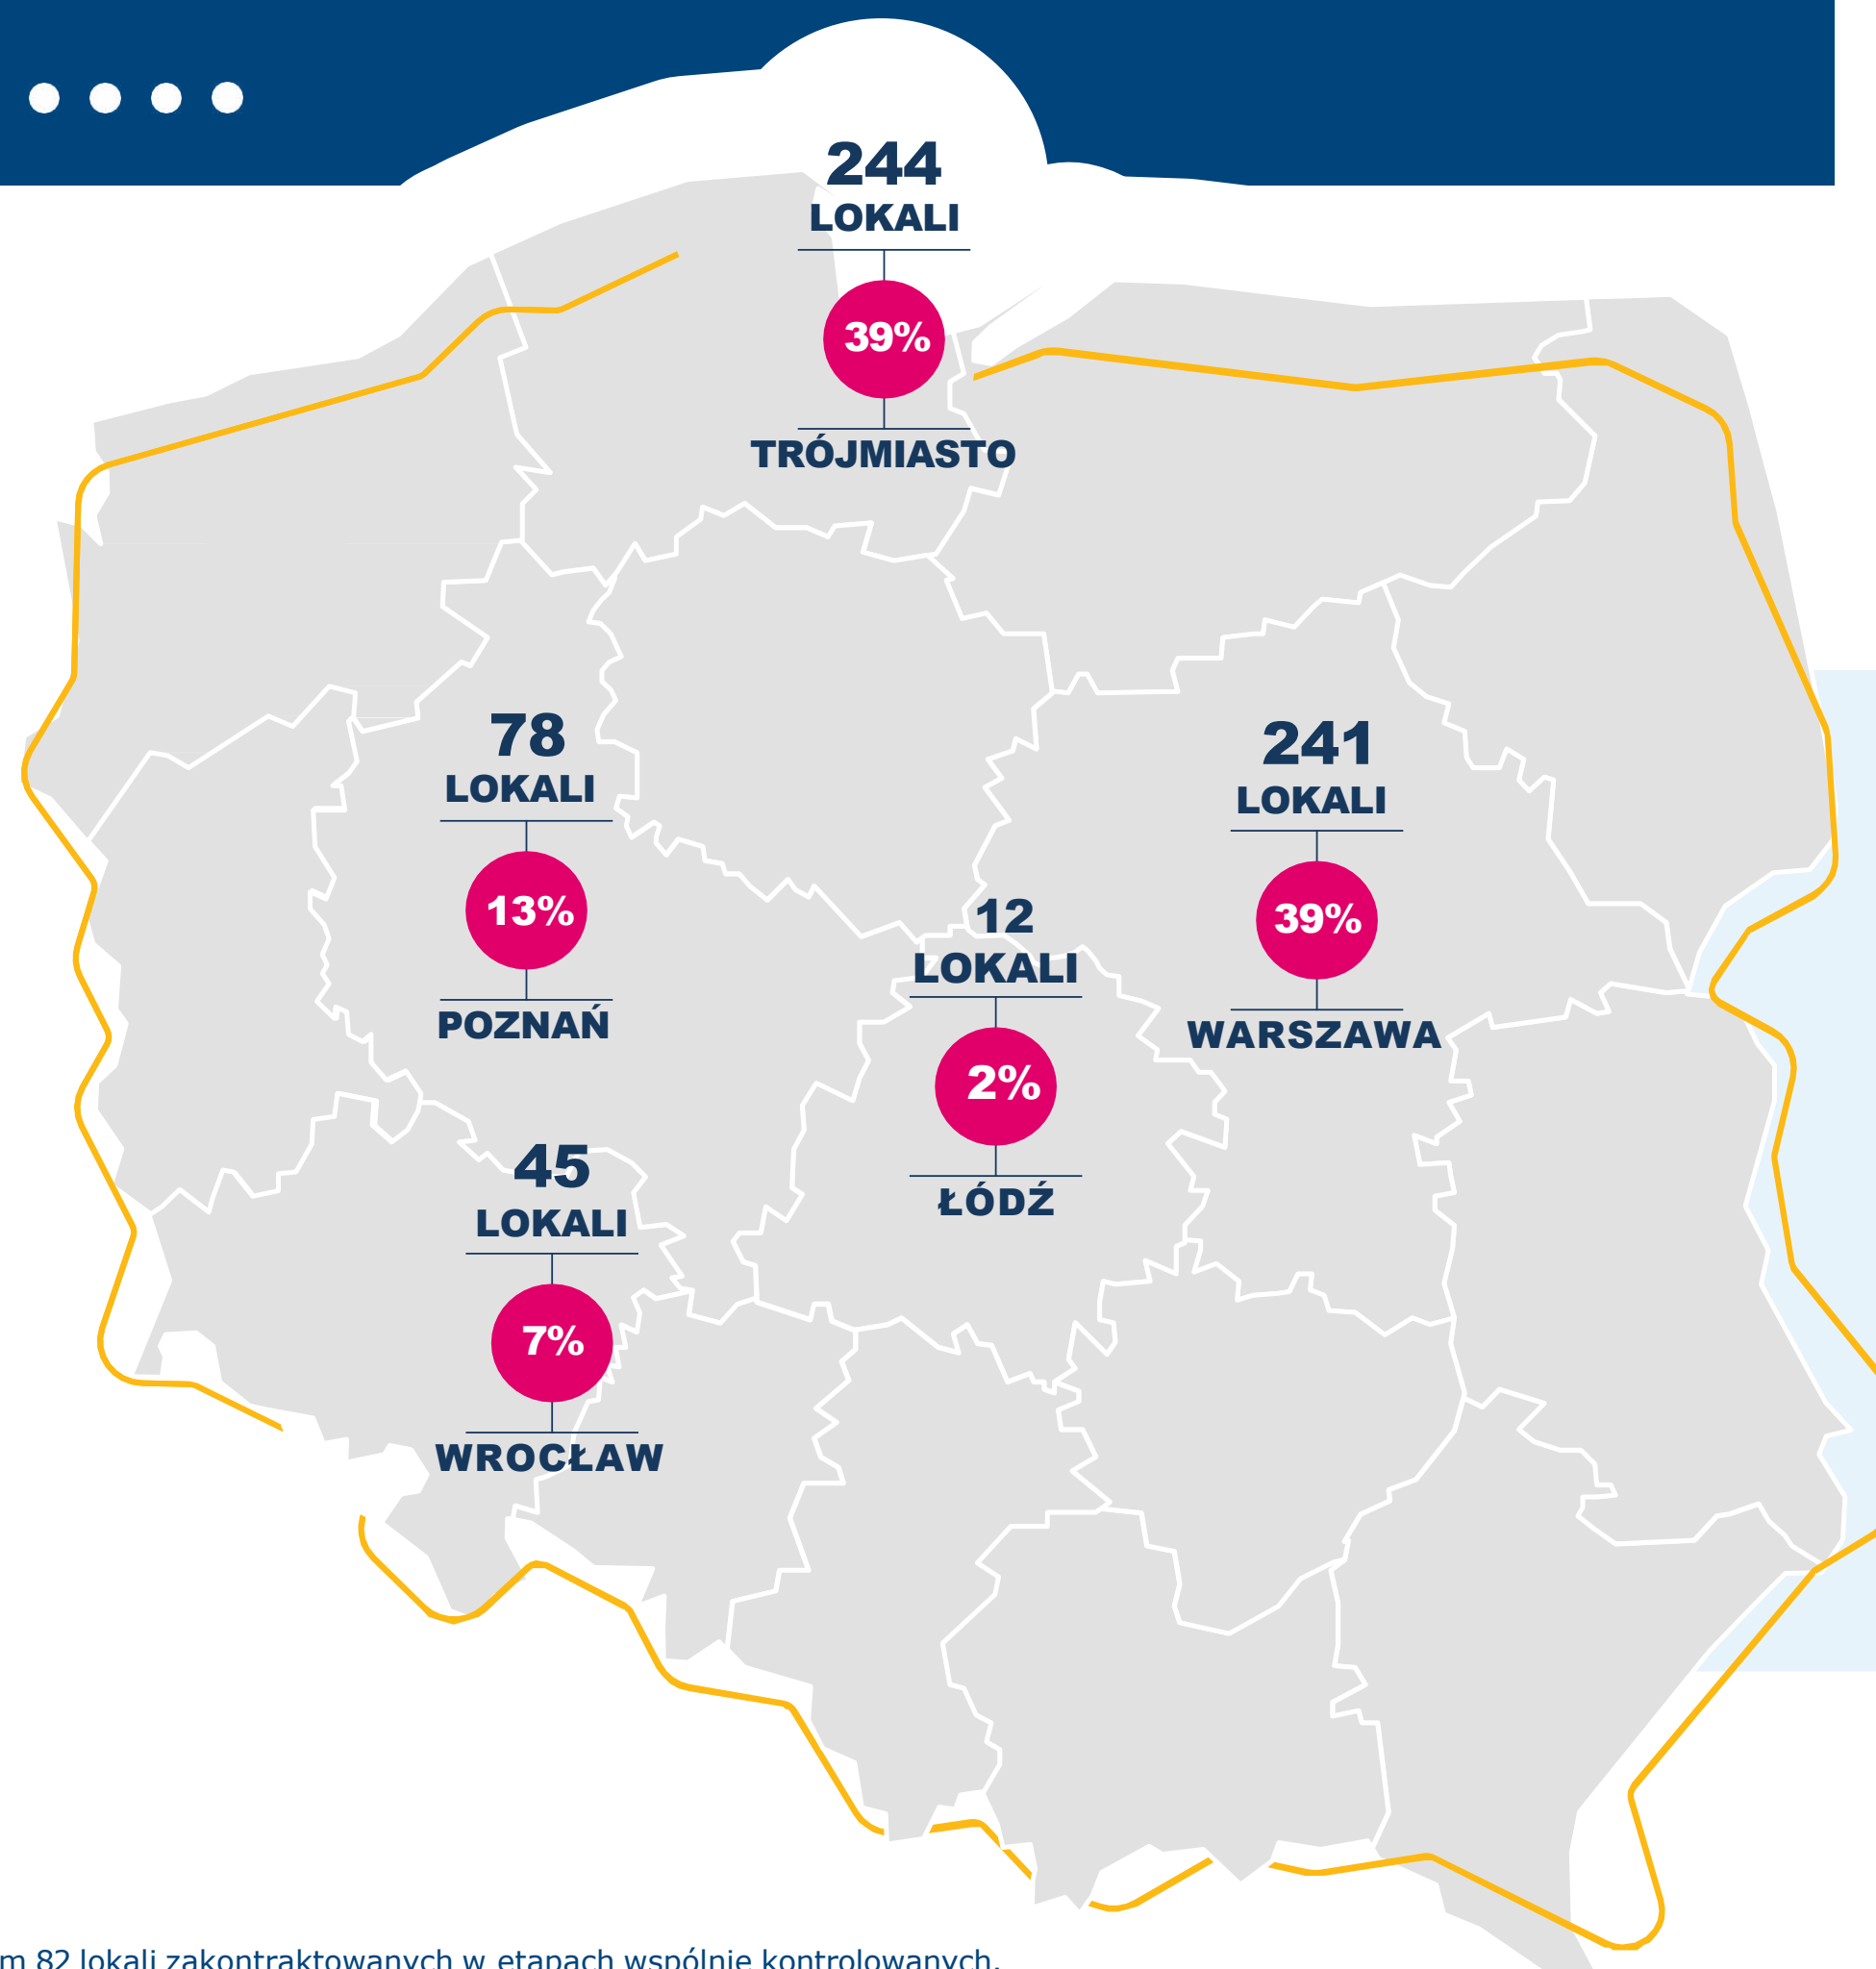 244
LOKALI
39%
TRÓJMIASTO
78
LOKALI
13%
POZNAŃ
241
LOKALI
39%
WARSZAWA
12
LOKALI
2%
ŁÓDŹ
45
LOKALI
7%
WROCŁAW
m 82 lokali zakontraktowanych w etapach wspólnie kontrolowanych.